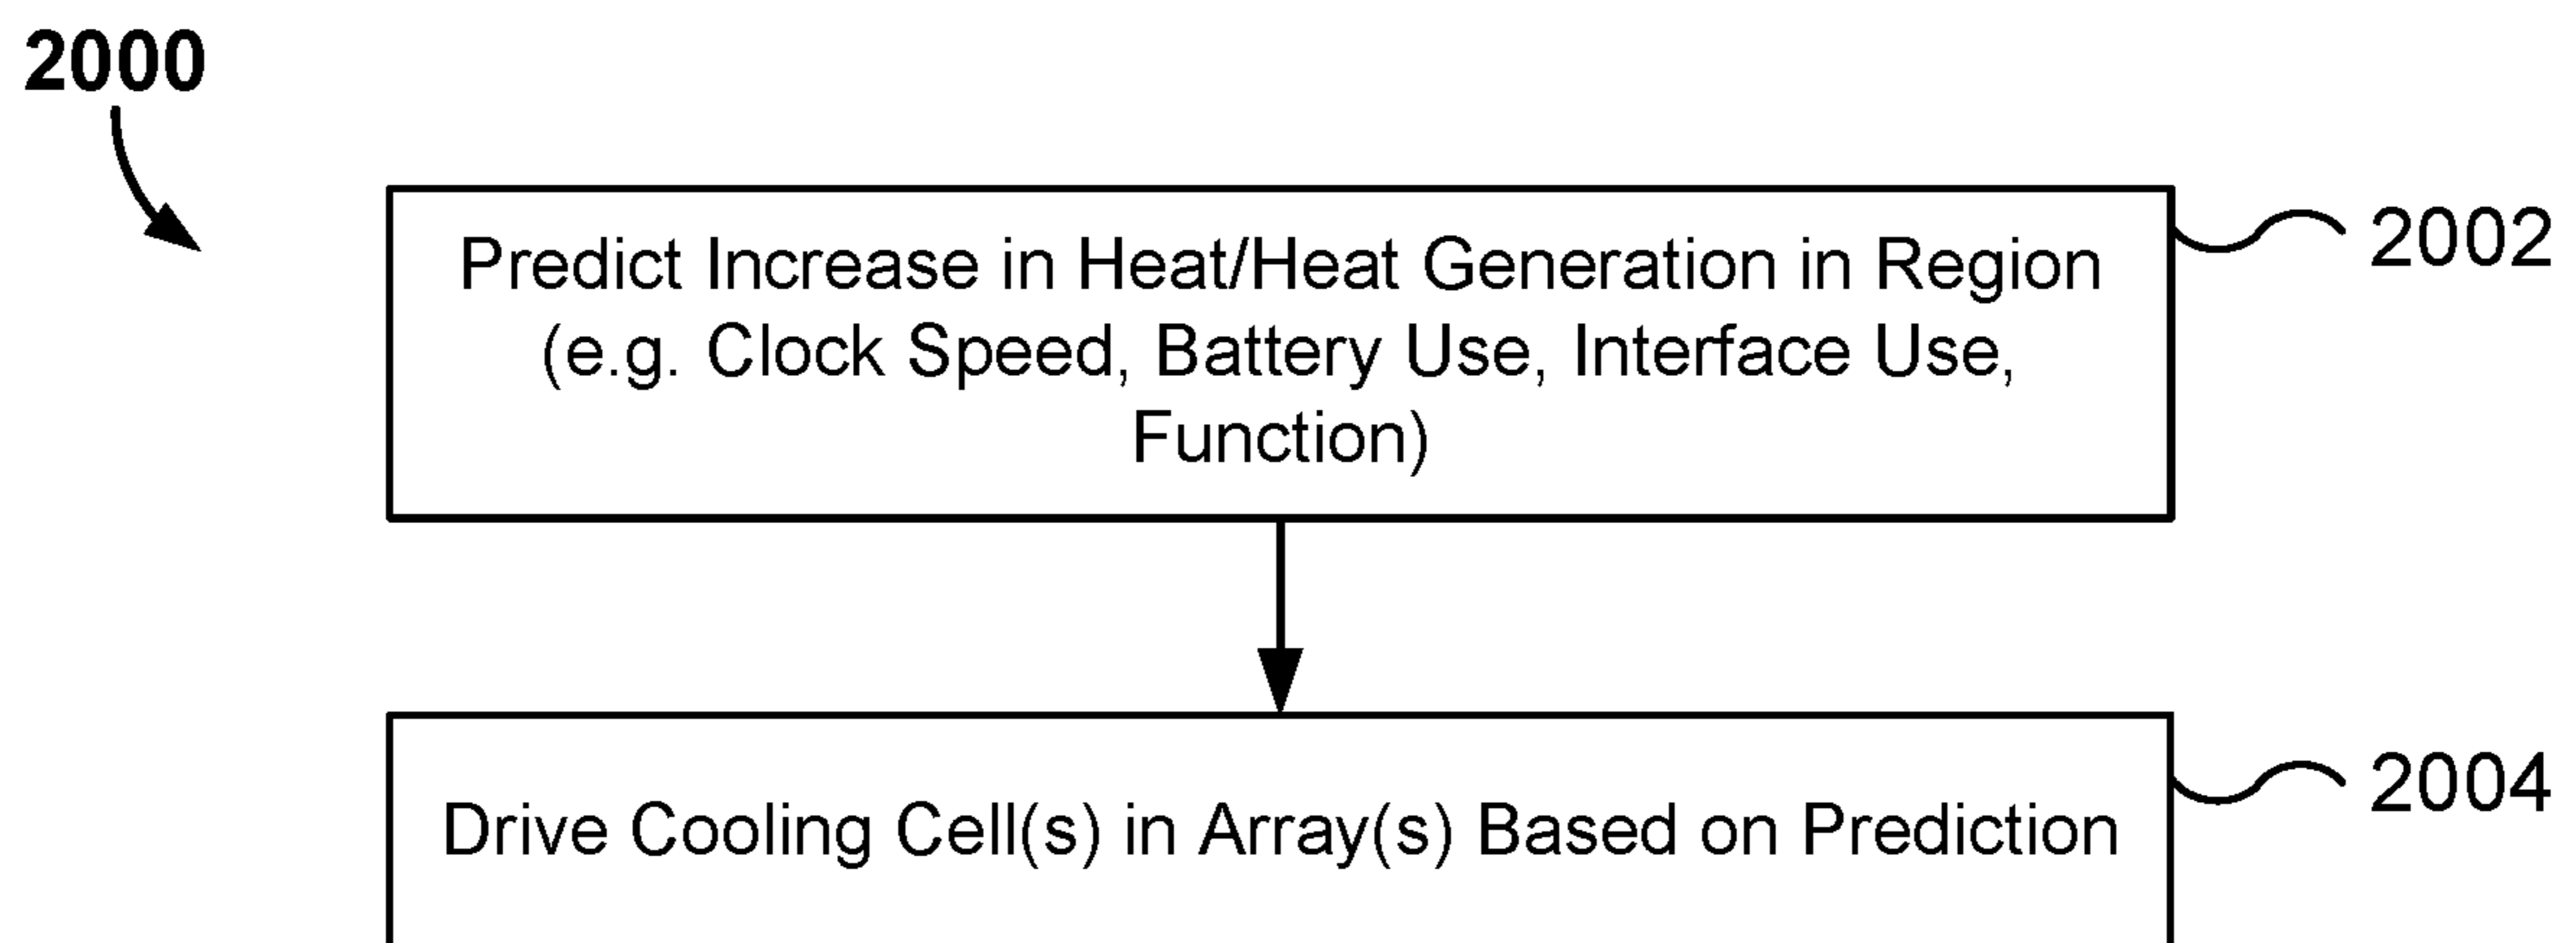 2000
Predict Increase in Heat/Heat Generation in Region
(e.g. Clock Speed, Battery Use, Interface Use,
Function)
2002
Drive Cooling Cell(s) in Array(s) Based on Prediction
2004